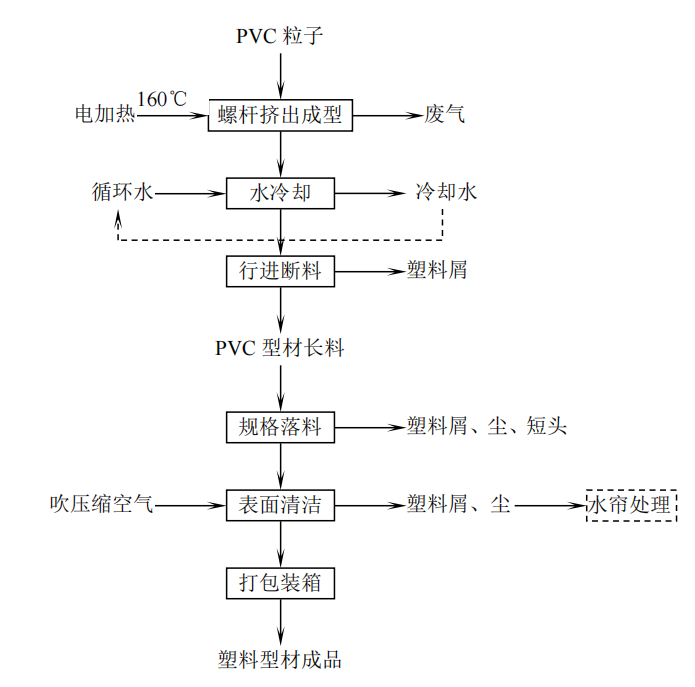 PVC 粒子
160℃
电加热
螺杆挤出成型
废气
循环水
水冷却
冷却水
行进断料
塑料屑
PVC 型材长料
规格落料
塑料屑、尘、短头
吹压缩空气
表面清洁
塑料屑、尘
水帘处理
打包装箱
塑料型材成品